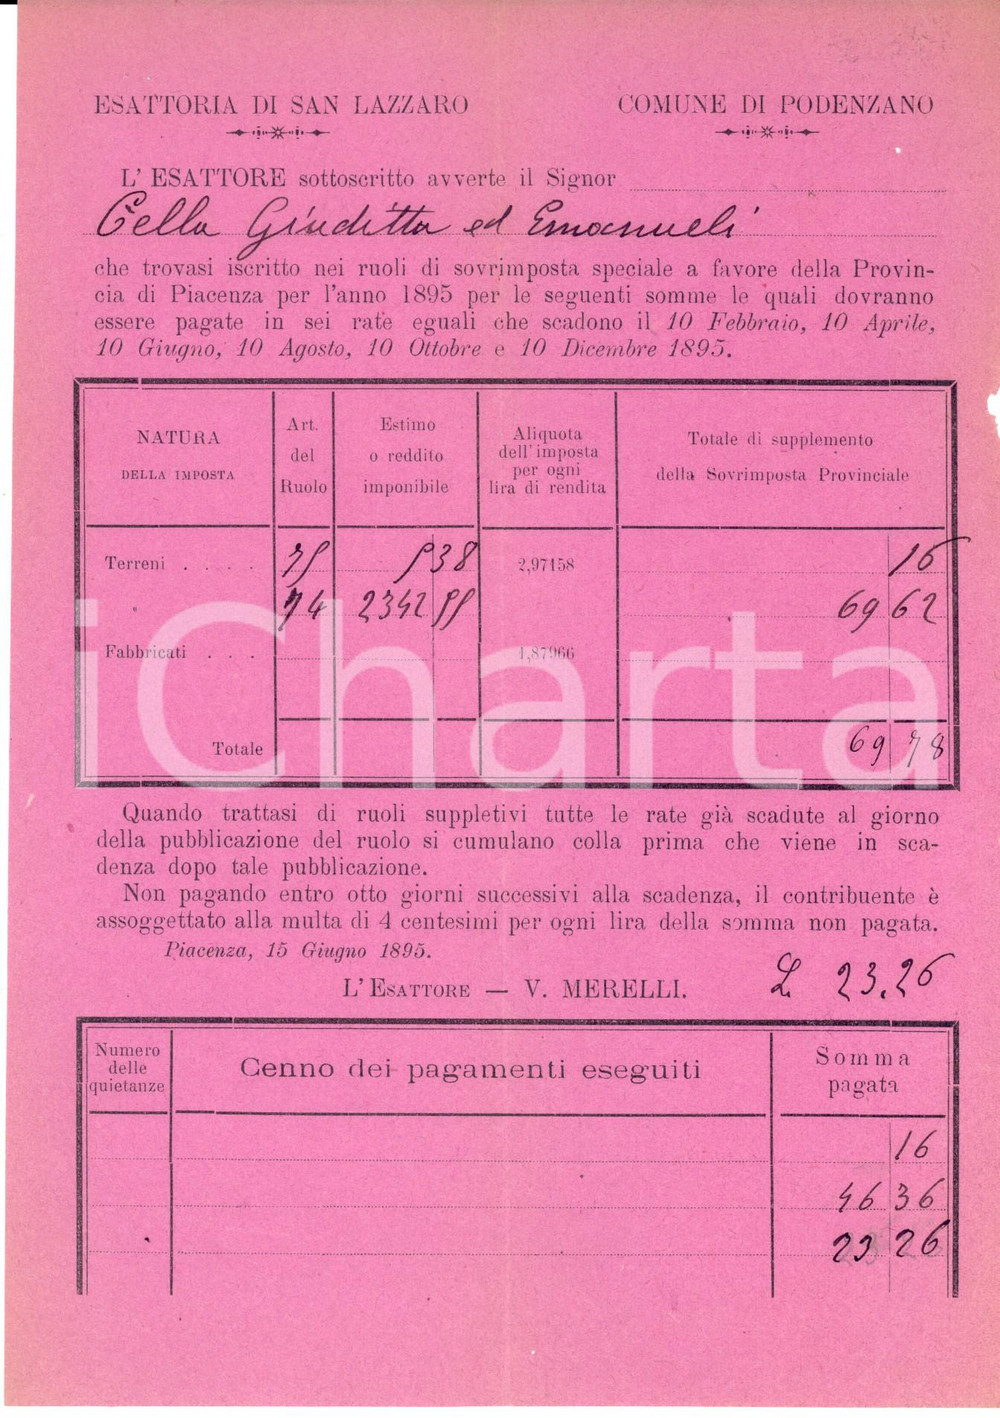 ESATTORIA DI SAN LAZZARO
COMUNE DI PODENZANO
L' ESATTORE sottoscritto avverte il Signor
Cella Giuditta ed Emanueli
che trovasi iscritto nei ruoli di sovrimposta speciale a favore della Provin-
cia di Piacenza per l'anno 1895 per le seguenti somme le quali dovranno
essere pagate in sei rate eguali che scadono il 10 Febbraio, 10 Aprile,
10 Giugno, 10 Agosto, 10 Ottobre e 10 Dicembre 1895.
NATURA
DELLA IMPOSTA
Art.
del
Ruolo
Estimo
o reddito
imponibile
Aliquota
dell'imposta
per ogni
lira di rendita
Totale di supplemento
della Sovrimposta Provinciale
Terreni . . . . 75 5 38 2,97158 16
" 74 2342 55 69 62
Fabbricati . . . 1,87966
Totale 69 78
iCharta
Quando trattasi di ruoli suppletivi tutte le rate già scadute al giorno
della pubblicazione del ruolo si cumulano colla prima che viene in sca-
denza dopo tale pubblicazione.
Non pagando entro otto giorni successivi alla scadenza, il contribuente è
assoggettato alla multa di 4 centesimi per ogni lira della somma non pagata.
Piacenza, 15 Giugno 1895.
L'ESATTORE — V. MERELLI.
L 23.26
Numero
delle
quietanze
Cenno dei pagamenti eseguiti
Somma
pagata
16
46 36
23 26